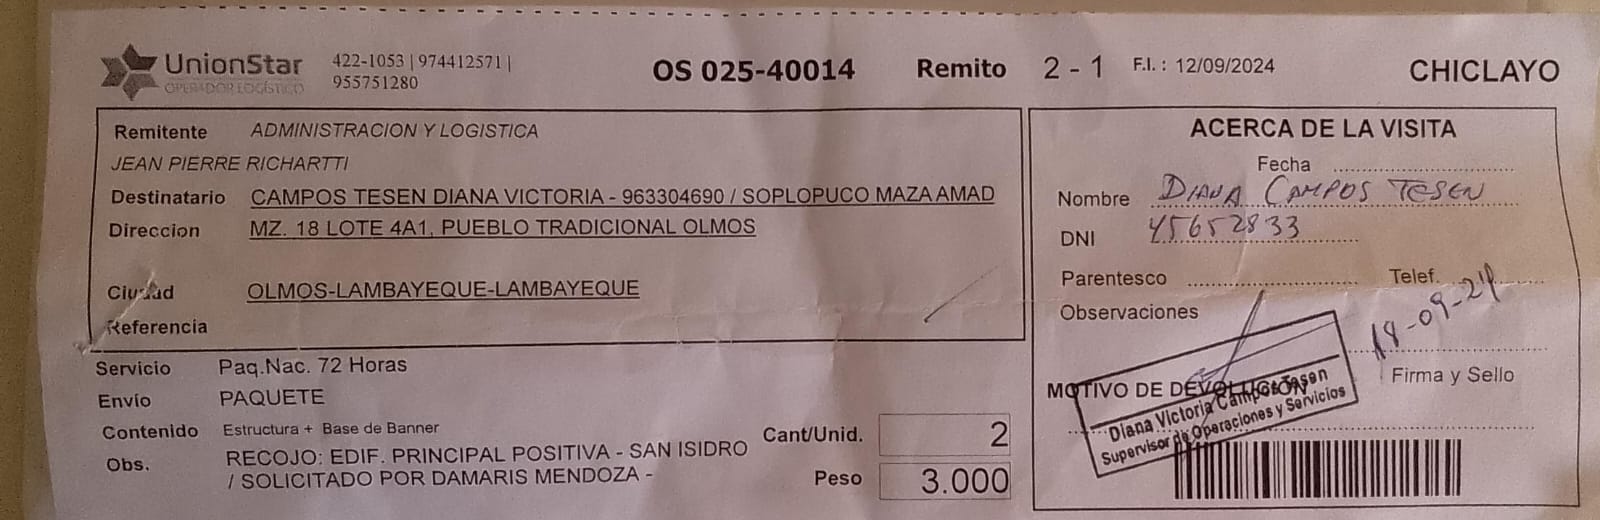 UnionStar
OPERADOR LOGÍSTICO
422-1053 | 974412571 |
955751280
OS 025-40014 Remito 2 - 1 F.I. : 12/09/2024 CHICLAYO
Remitente ADMINISTRACION Y LOGISTICA
JEAN PIERRE RICHARTTI
Destinatario CAMPOS TESEN DIANA VICTORIA - 963304690 / SOPLOPUCO MAZA AMAD
Direccion MZ. 18 LOTE 4A1, PUEBLO TRADICIONAL OLMOS
Ciudad OLMOS-LAMBAYEQUE-LAMBAYEQUE
Referencia
Servicio Paq.Nac. 72 Horas
Envío PAQUETE
Contenido Estructura + Base de Banner
Obs. RECOJO: EDIF. PRINCIPAL POSITIVA - SAN ISIDRO
/ SOLICITADO POR DAMARIS MENDOZA -
Cant/Unid. 2
Peso 3.000
ACERCA DE LA VISITA
Fecha
Nombre DIANA CAMPOS TESEN
DNI 45652833
Parentesco Telef.
Observaciones
18-09-24
Firma y Sello
MOTIVO DE DEVOLUCION
Diana Victoria Campos Tesen
Supervisor de Operaciones y Servicios